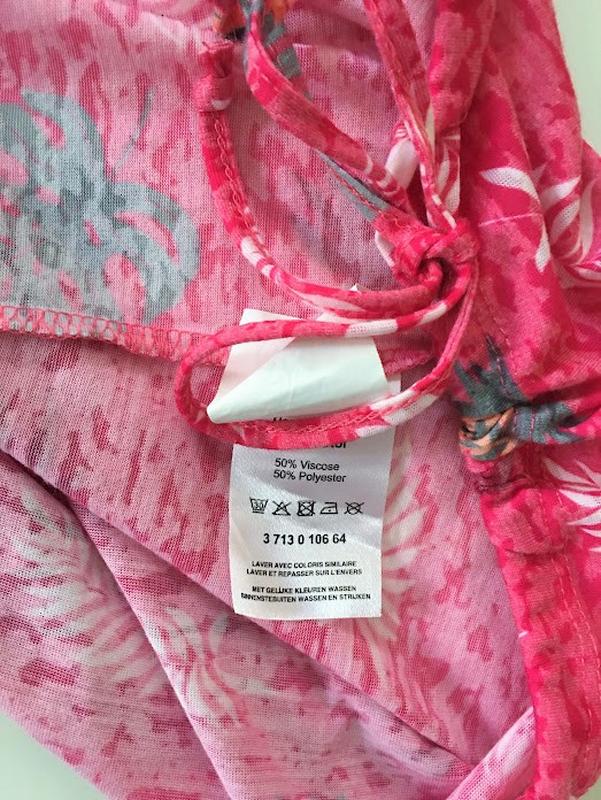 50% Viscose
50% Polyester
3 713 0 106 64
LAVER AVEC COLORIS SIMILAIRE
LAVER ET REPASSER SUR L'ENVERS
MET GELIJKE KLEUREN WASSEN
BINNENSTEBUITEN WASSEN EN STRIJKEN